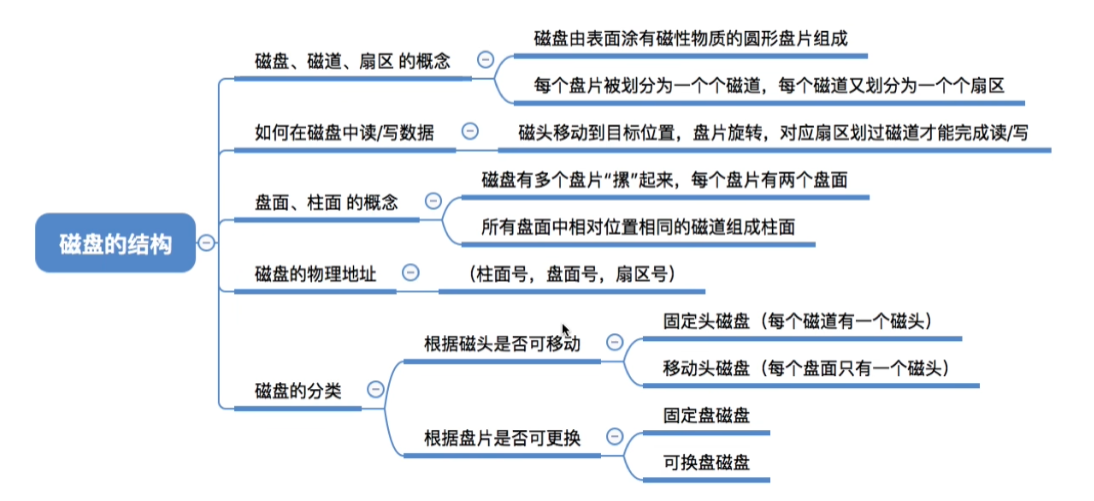 磁盘的结构
磁盘、磁道、扇区 的概念
磁盘由表面涂有磁性物质的圆形盘片组成
每个盘片被划分为一个个磁道，每个磁道又划分为一个个扇区
如何在磁盘中读/写数据
磁头移动到目标位置，盘片旋转，对应扇区划过磁道才能完成读/写
盘面、柱面 的概念
磁盘有多个盘片“摞”起来，每个盘片有两个盘面
所有盘面中相对位置相同的磁道组成柱面
磁盘的物理地址
（柱面号，盘面号，扇区号）
磁盘的分类
根据磁头是否可移动
固定头磁盘（每个磁道有一个磁头）
移动头磁盘（每个盘面只有一个磁头）
根据盘片是否可更换
固定盘磁盘
可换盘磁盘